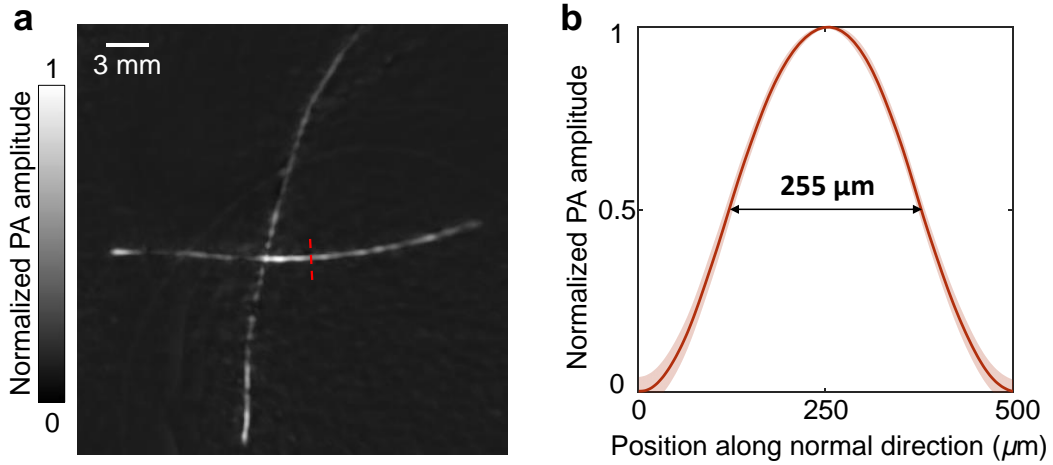 a
3 mm
1
Normalized PA amplitude
0
b
1
Normalized PA amplitude
255 µm
0.5
0
0
250
500
Position along normal direction (µm)